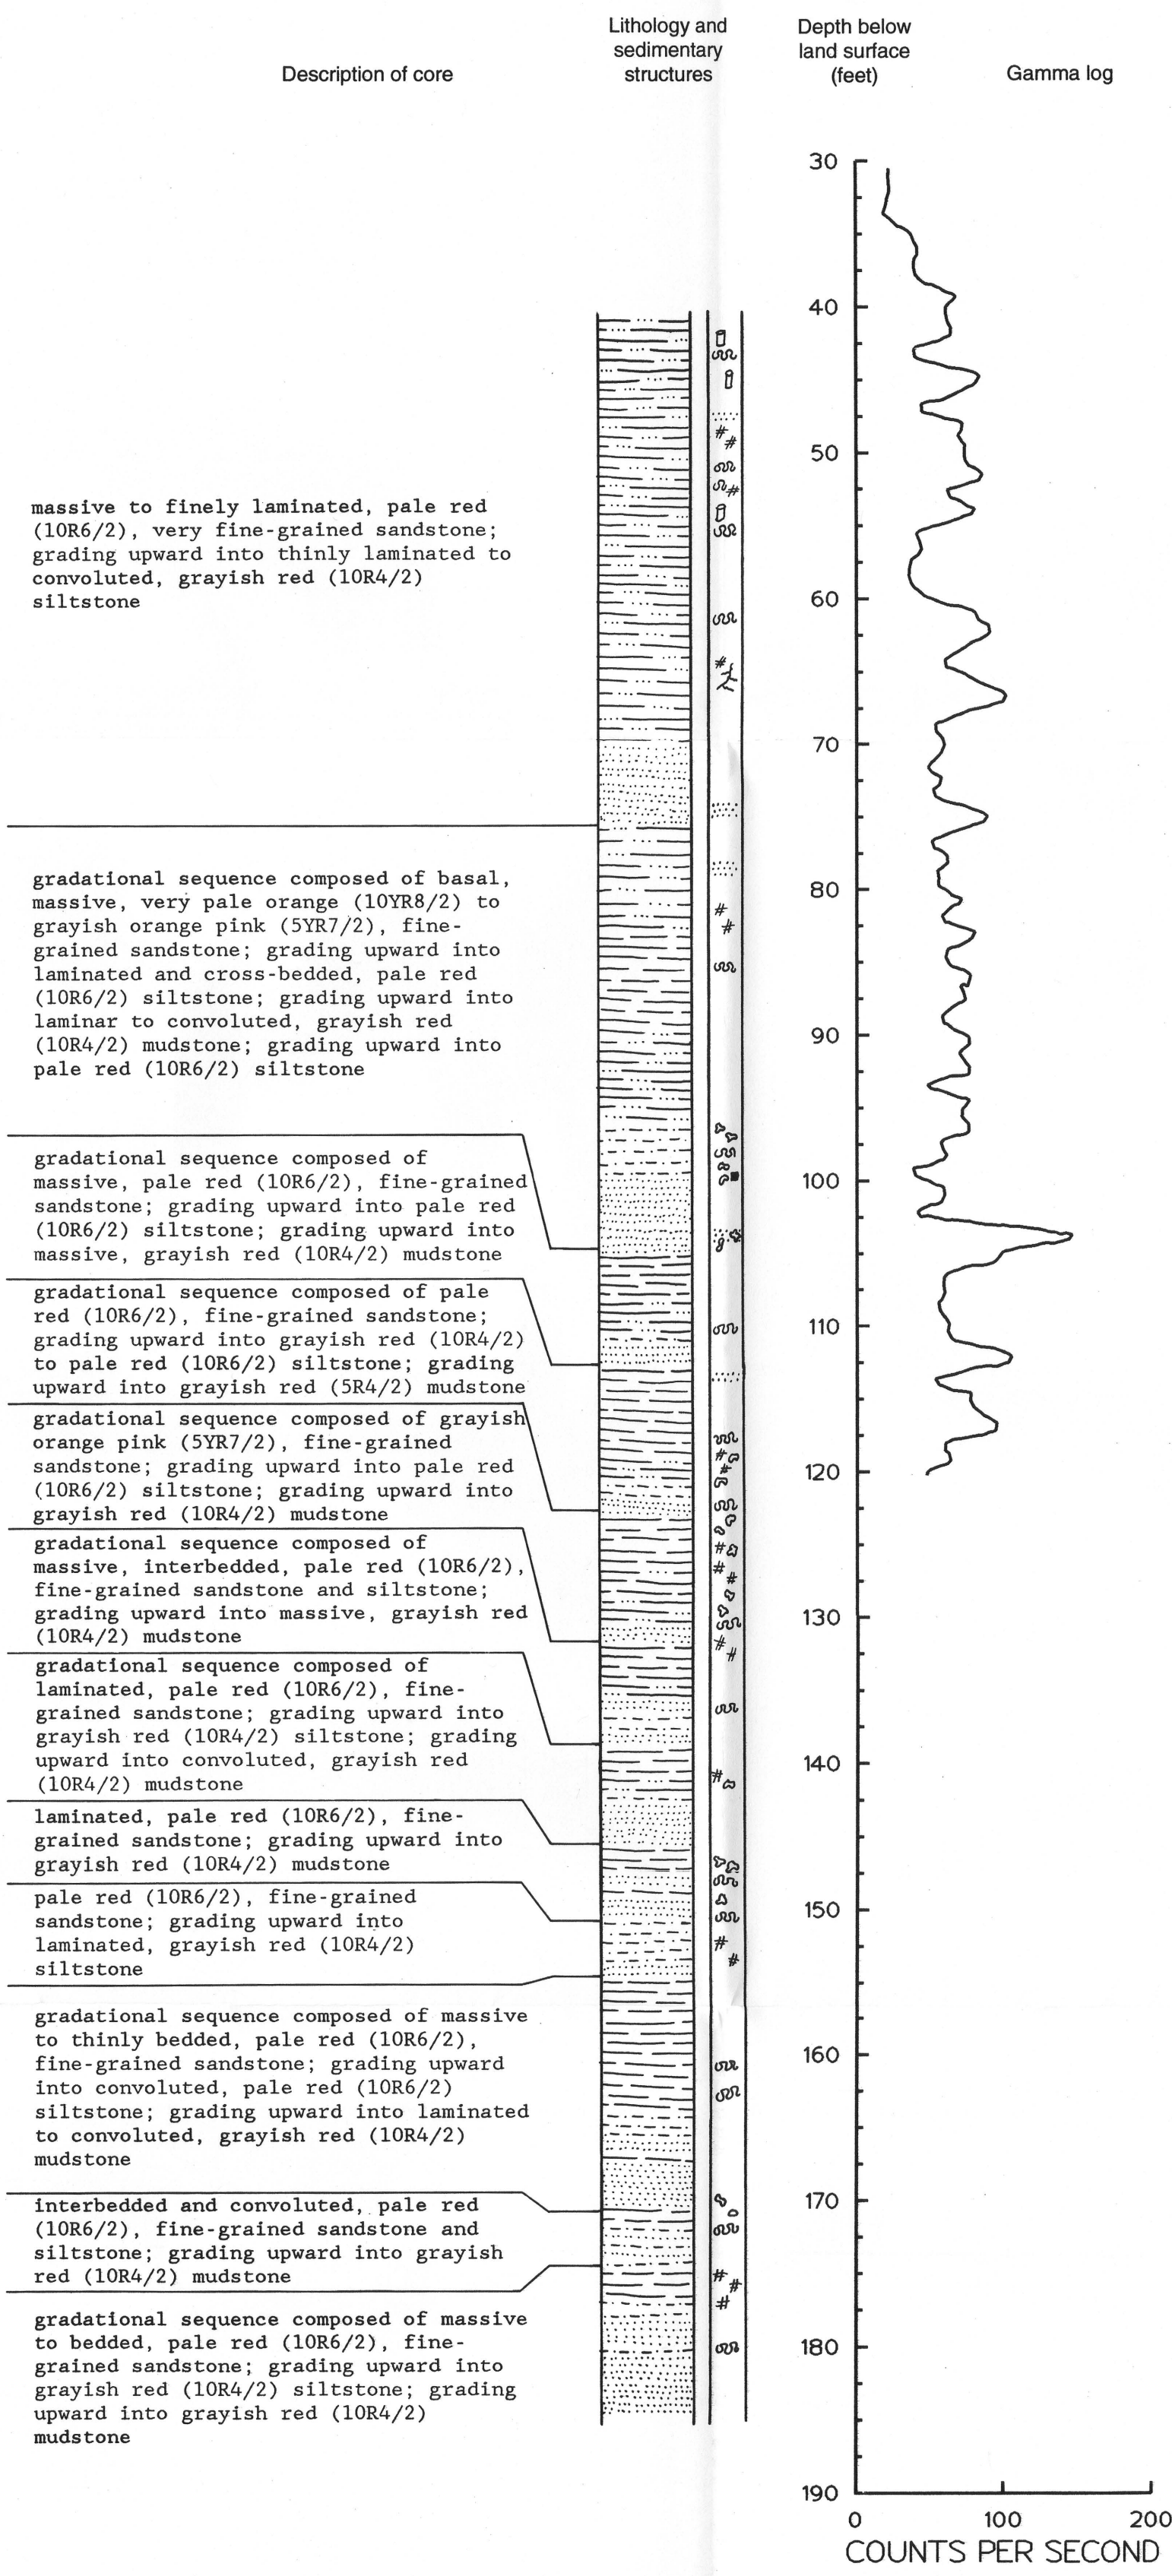 Description of core
Lithology and
sedimentary
structures
Depth below
land surface
(feet)
Gamma log
massive to finely laminated, pale red
(10R6/2), very fine-grained sandstone;
grading upward into thinly laminated to
convoluted, grayish red (10R4/2)
siltstone
gradational sequence composed of basal,
massive, very pale orange (10YR8/2) to
grayish orange pink (5YR7/2), fine-
grained sandstone; grading upward into
laminated and cross-bedded, pale red
(10R6/2) siltstone; grading upward into
laminar to convoluted, grayish red
(10R4/2) mudstone; grading upward into
pale red (10R6/2) siltstone
gradational sequence composed of
massive, pale red (10R6/2), fine-grained
sandstone; grading upward into pale red
(10R6/2) siltstone; grading upward into
massive, grayish red (10R4/2) mudstone
gradational sequence composed of pale
red (10R6/2), fine-grained sandstone;
grading upward into grayish red (10R4/2)
to pale red (10R6/2) siltstone; grading
upward into grayish red (5R4/2) mudstone
gradational sequence composed of grayish
orange pink (5YR7/2), fine-grained
sandstone; grading upward into pale red
(10R6/2) siltstone; grading upward into
grayish red (10R4/2) mudstone
gradational sequence composed of
massive, interbedded, pale red (10R6/2),
fine-grained sandstone and siltstone;
grading upward into massive, grayish red
(10R4/2) mudstone
gradational sequence composed of
laminated, pale red (10R6/2), fine-
grained sandstone; grading upward into
grayish red (10R4/2) siltstone; grading
upward into convoluted, grayish red
(10R4/2) mudstone
laminated, pale red (10R6/2), fine-
grained sandstone; grading upward into
grayish red (10R4/2) mudstone
pale red (10R6/2), fine-grained
sandstone; grading upward into
laminated, grayish red (10R4/2)
siltstone
gradational sequence composed of massive
to thinly bedded, pale red (10R6/2),
fine-grained sandstone; grading upward
into convoluted, pale red (10R6/2)
siltstone; grading upward into laminated
to convoluted, grayish red (10R4/2)
mudstone
interbedded and convoluted, pale red
(10R6/2), fine-grained sandstone and
siltstone; grading upward into grayish
red (10R4/2) mudstone
gradational sequence composed of massive
to bedded, pale red (10R6/2), fine-
grained sandstone; grading upward into
grayish red (10R4/2) siltstone; grading
upward into grayish red (10R4/2)
mudstone
30
40
50
60
70
80
90
100
110
120
130
140
150
160
170
180
190
0
100
200
COUNTS PER SECOND